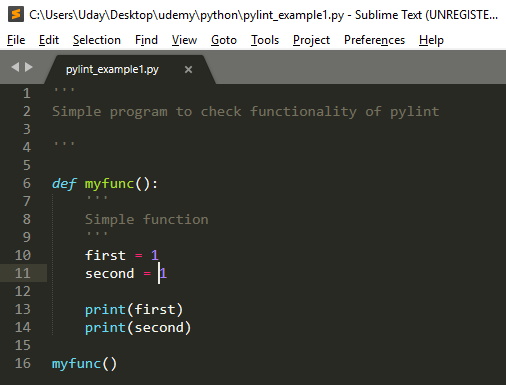 C:\Users\Uday\Desktop\udemy\python\pylint_example1.py - Sublime Text (UNREGISTE...
File Edit Selection Find View Goto Tools Project Preferences Help
pylint_example1.py ×
1 '''
2 Simple program to check functionality of pylint
3
4 '''
5
6 def myfunc():
7 '''
8 Simple function
9 '''
10 first = 1
11 second = 1
12
13 print(first)
14 print(second)
15
16 myfunc()